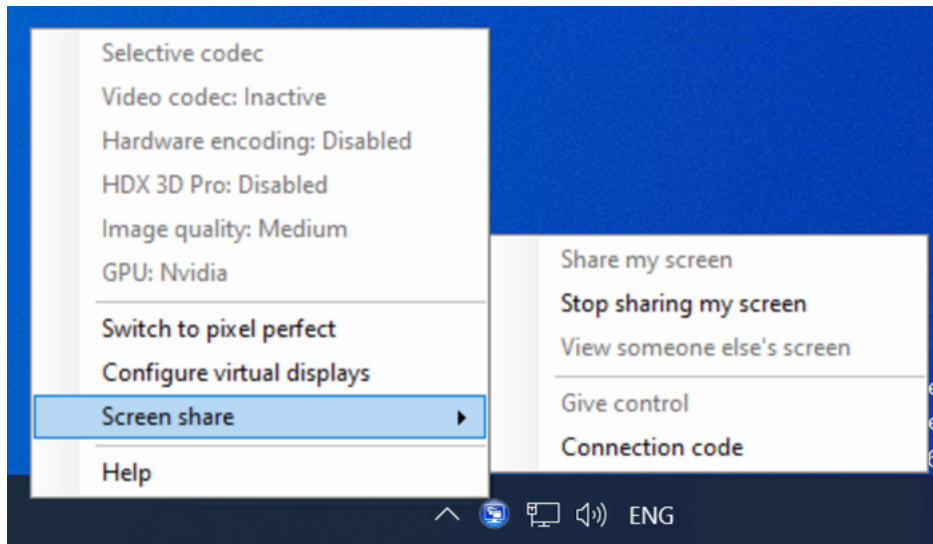 Selective codec
Video codec: Inactive
Hardware encoding: Disabled
HDX 3D Pro: Disabled
Image quality: Medium
GPU: Nvidia
Switch to pixel perfect
Configure virtual displays
Screen share
Help
Share my screen
Stop sharing my screen
View someone else's screen
Give control
Connection code
ENG